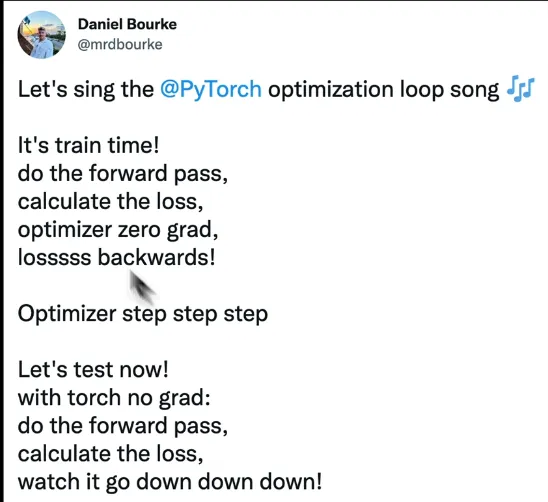 Daniel Bourke
@mrdbourke
Let's sing the @PyTorch optimization loop song 🎶
It's train time!
do the forward pass,
calculate the loss,
optimizer zero grad,
losssss backwards!
Optimizer step step step
Let's test now!
with torch no grad:
do the forward pass,
calculate the loss,
watch it go down down down!